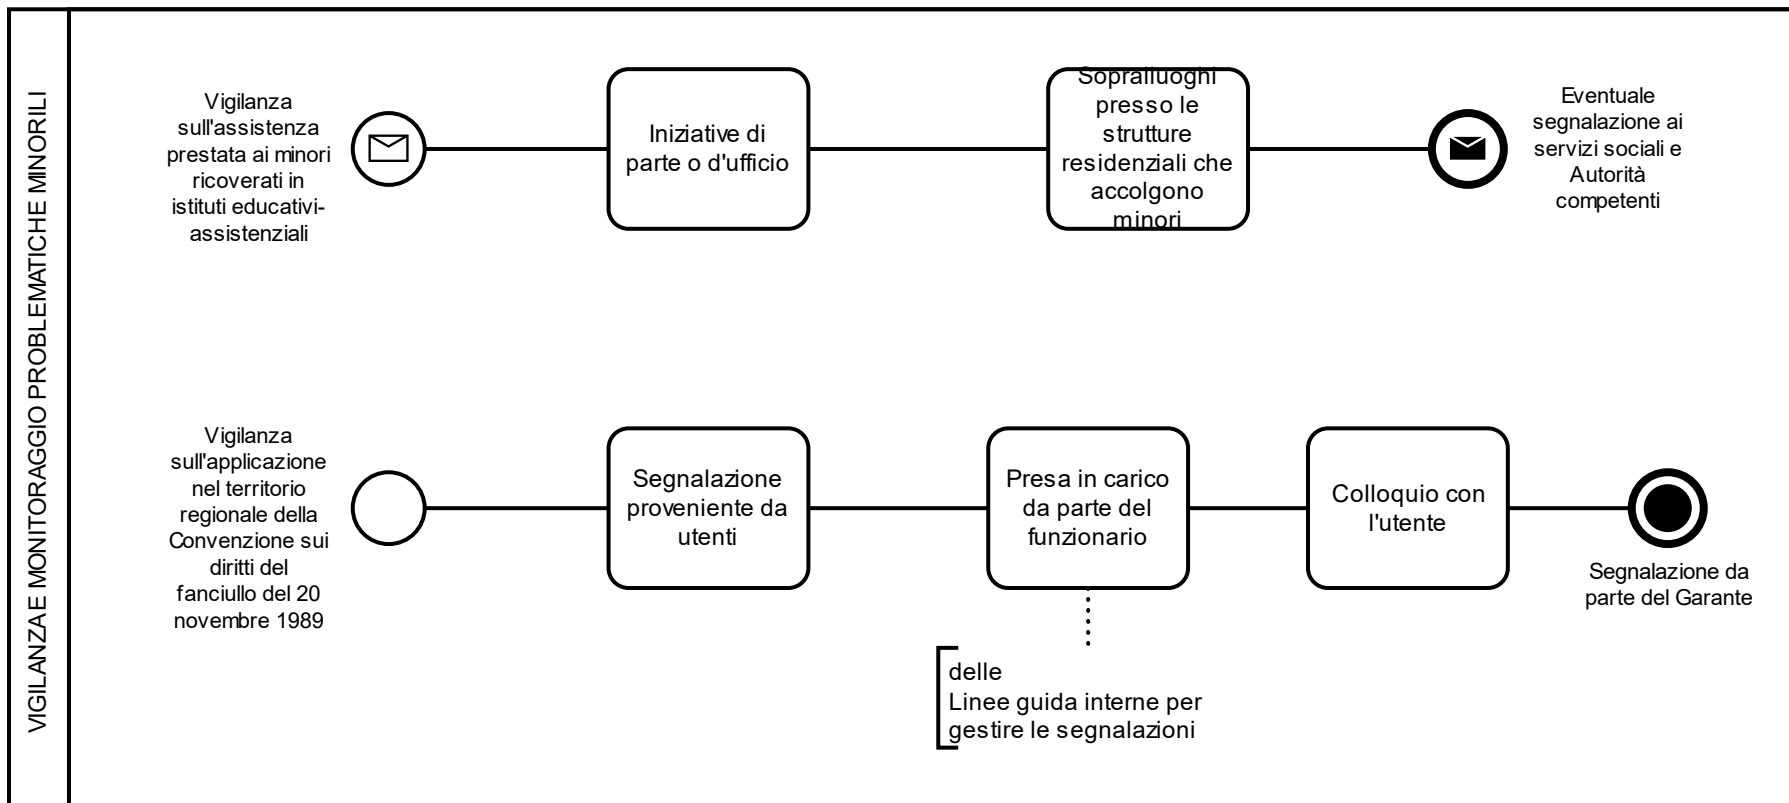 VIGILANZA E MONITORAGGIO PROBLEMATICHE MINORILI
Vigilanza
sull'assistenza
prestata ai minori
ricoverati in
istituti educativi-
assistenziali
Iniziative di
parte o d'ufficio
Sopralluoghi
presso le
strutture
residenziali che
accolgono
minori
Eventuale
segnalazione ai
servizi sociali e
Autorità
competenti
Vigilanza
sull'applicazione
nel territorio
regionale della
Convenzione sui
diritti del
fanciullo del 20
novembre 1989
Segnalazione
proveniente da
utenti
Presa in carico
da parte del
funzionario
Colloquio con
l'utente
Segnalazione da
parte del Garante
delle
Linee guida interne per
gestire le segnalazioni